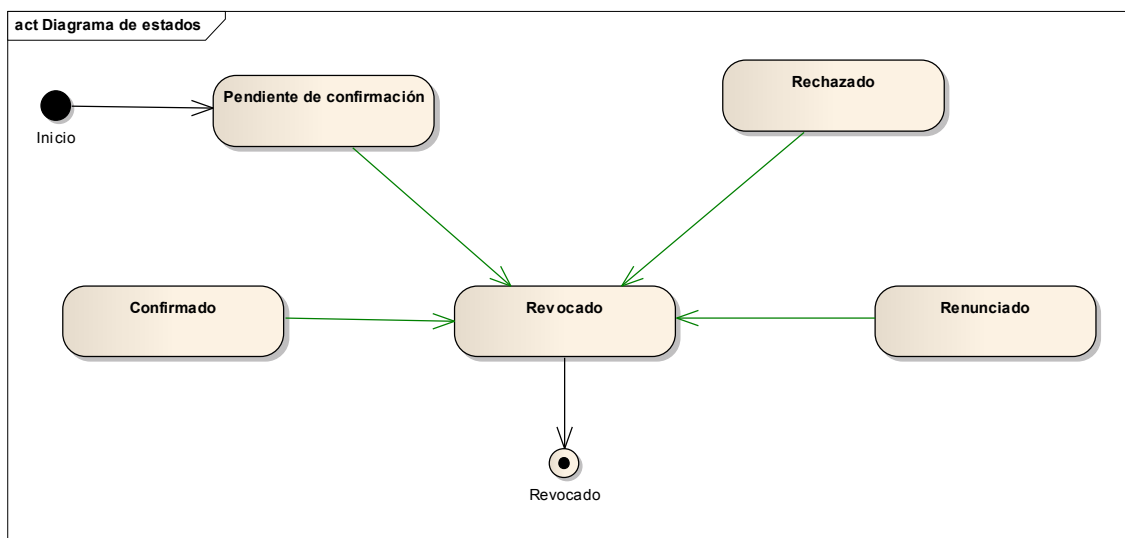 act Diagrama de estados
Pendiente de confirmación
Rechazado
Inicio
Confirmado
Revocado
Renunciado
Revocado